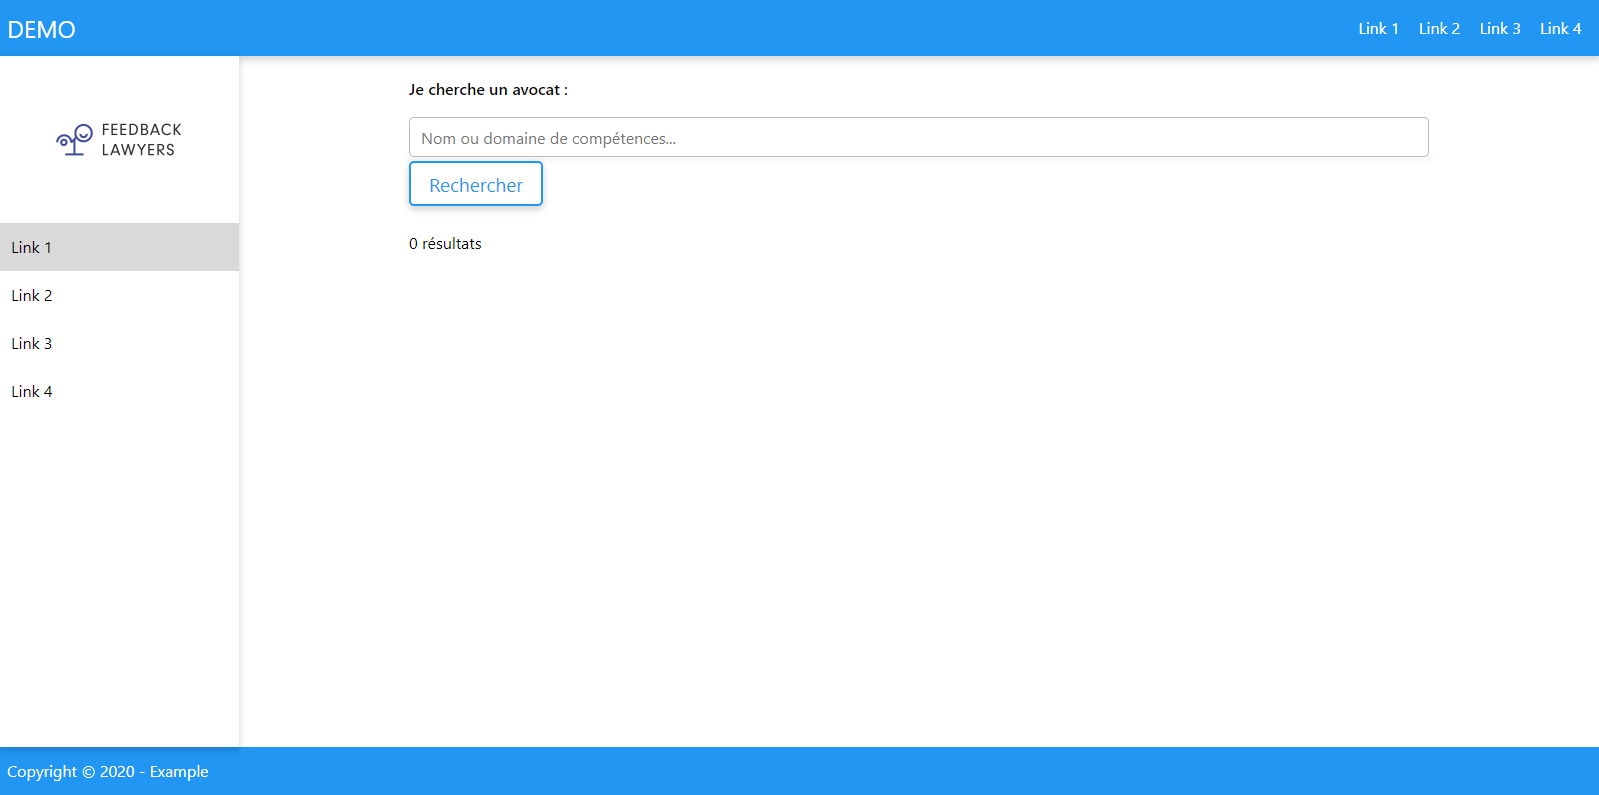 DEMO
Link 1 Link 2 Link 3 Link 4
FEEDBACK
LAWYERS
Link 1
Link 2
Link 3
Link 4
Je cherche un avocat :
Nom ou domaine de compétences...
Rechercher
0 résultats
Copyright © 2020 - Example